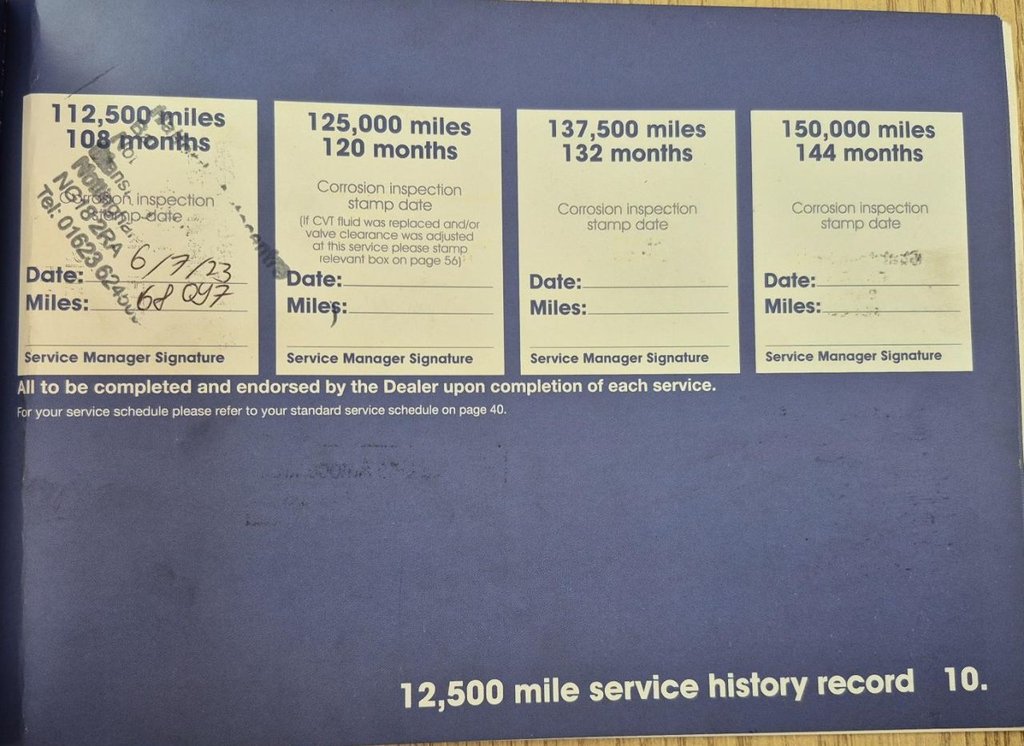 112,500 miles
108 months
Corrosion inspection
stamp date
NG18 2RA
Tel: 01623
Date: 6/7/23
Miles: 68
Service Manager Signature
125,000 miles
120 months
Corrosion inspection
stamp date
(if CVT fluid was replaced and/or
valve clearance was adjusted
at this service please stamp
relevant box on page 56)
Date:
Miles:
Service Manager Signature
137,500 miles
132 months
Corrosion inspection
stamp date
Date:
Miles:
Service Manager Signature
150,000 miles
144 months
Corrosion inspection
stamp date
Date:
Miles:
Service Manager Signature
All to be completed and endorsed by the Dealer upon completion of each service.
For your service schedule please refer to your standard service schedule on page 40.
12,500 mile service history record 10.